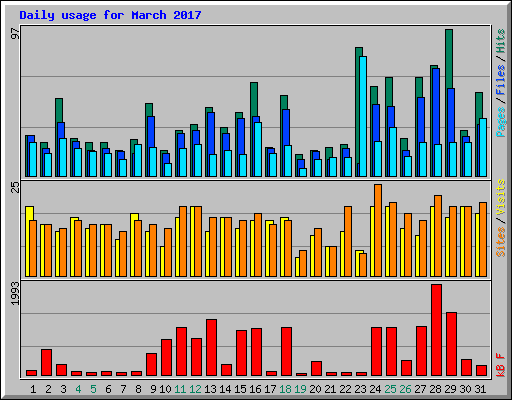 Daily usage for March 2017
97
Pages / Files / Hits
25
Sites / Visits
1993
kB F
1 2 3 4 5 6 7 8 9 10 11 12 13 14 15 16 17 18 19 20 21 22 23 24 25 26 27 28 29 30 31